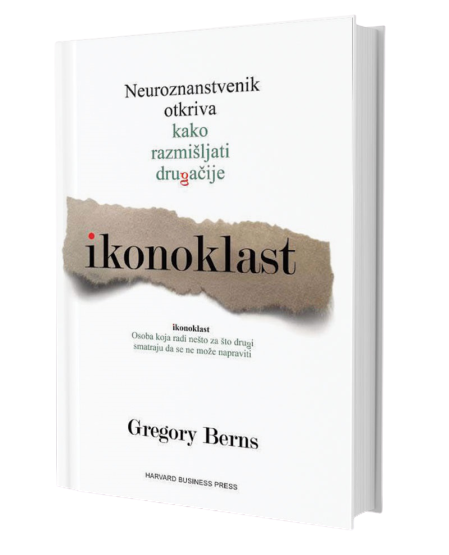 Neuroznanstvenik
otkriva
kako
razmišljati
drugačije
ikonoklast
ikonoklast
Osoba koja radi nešto za što drugi
smatraju da se ne može napraviti
Gregory Berns
HARVARD BUSINESS PRESS